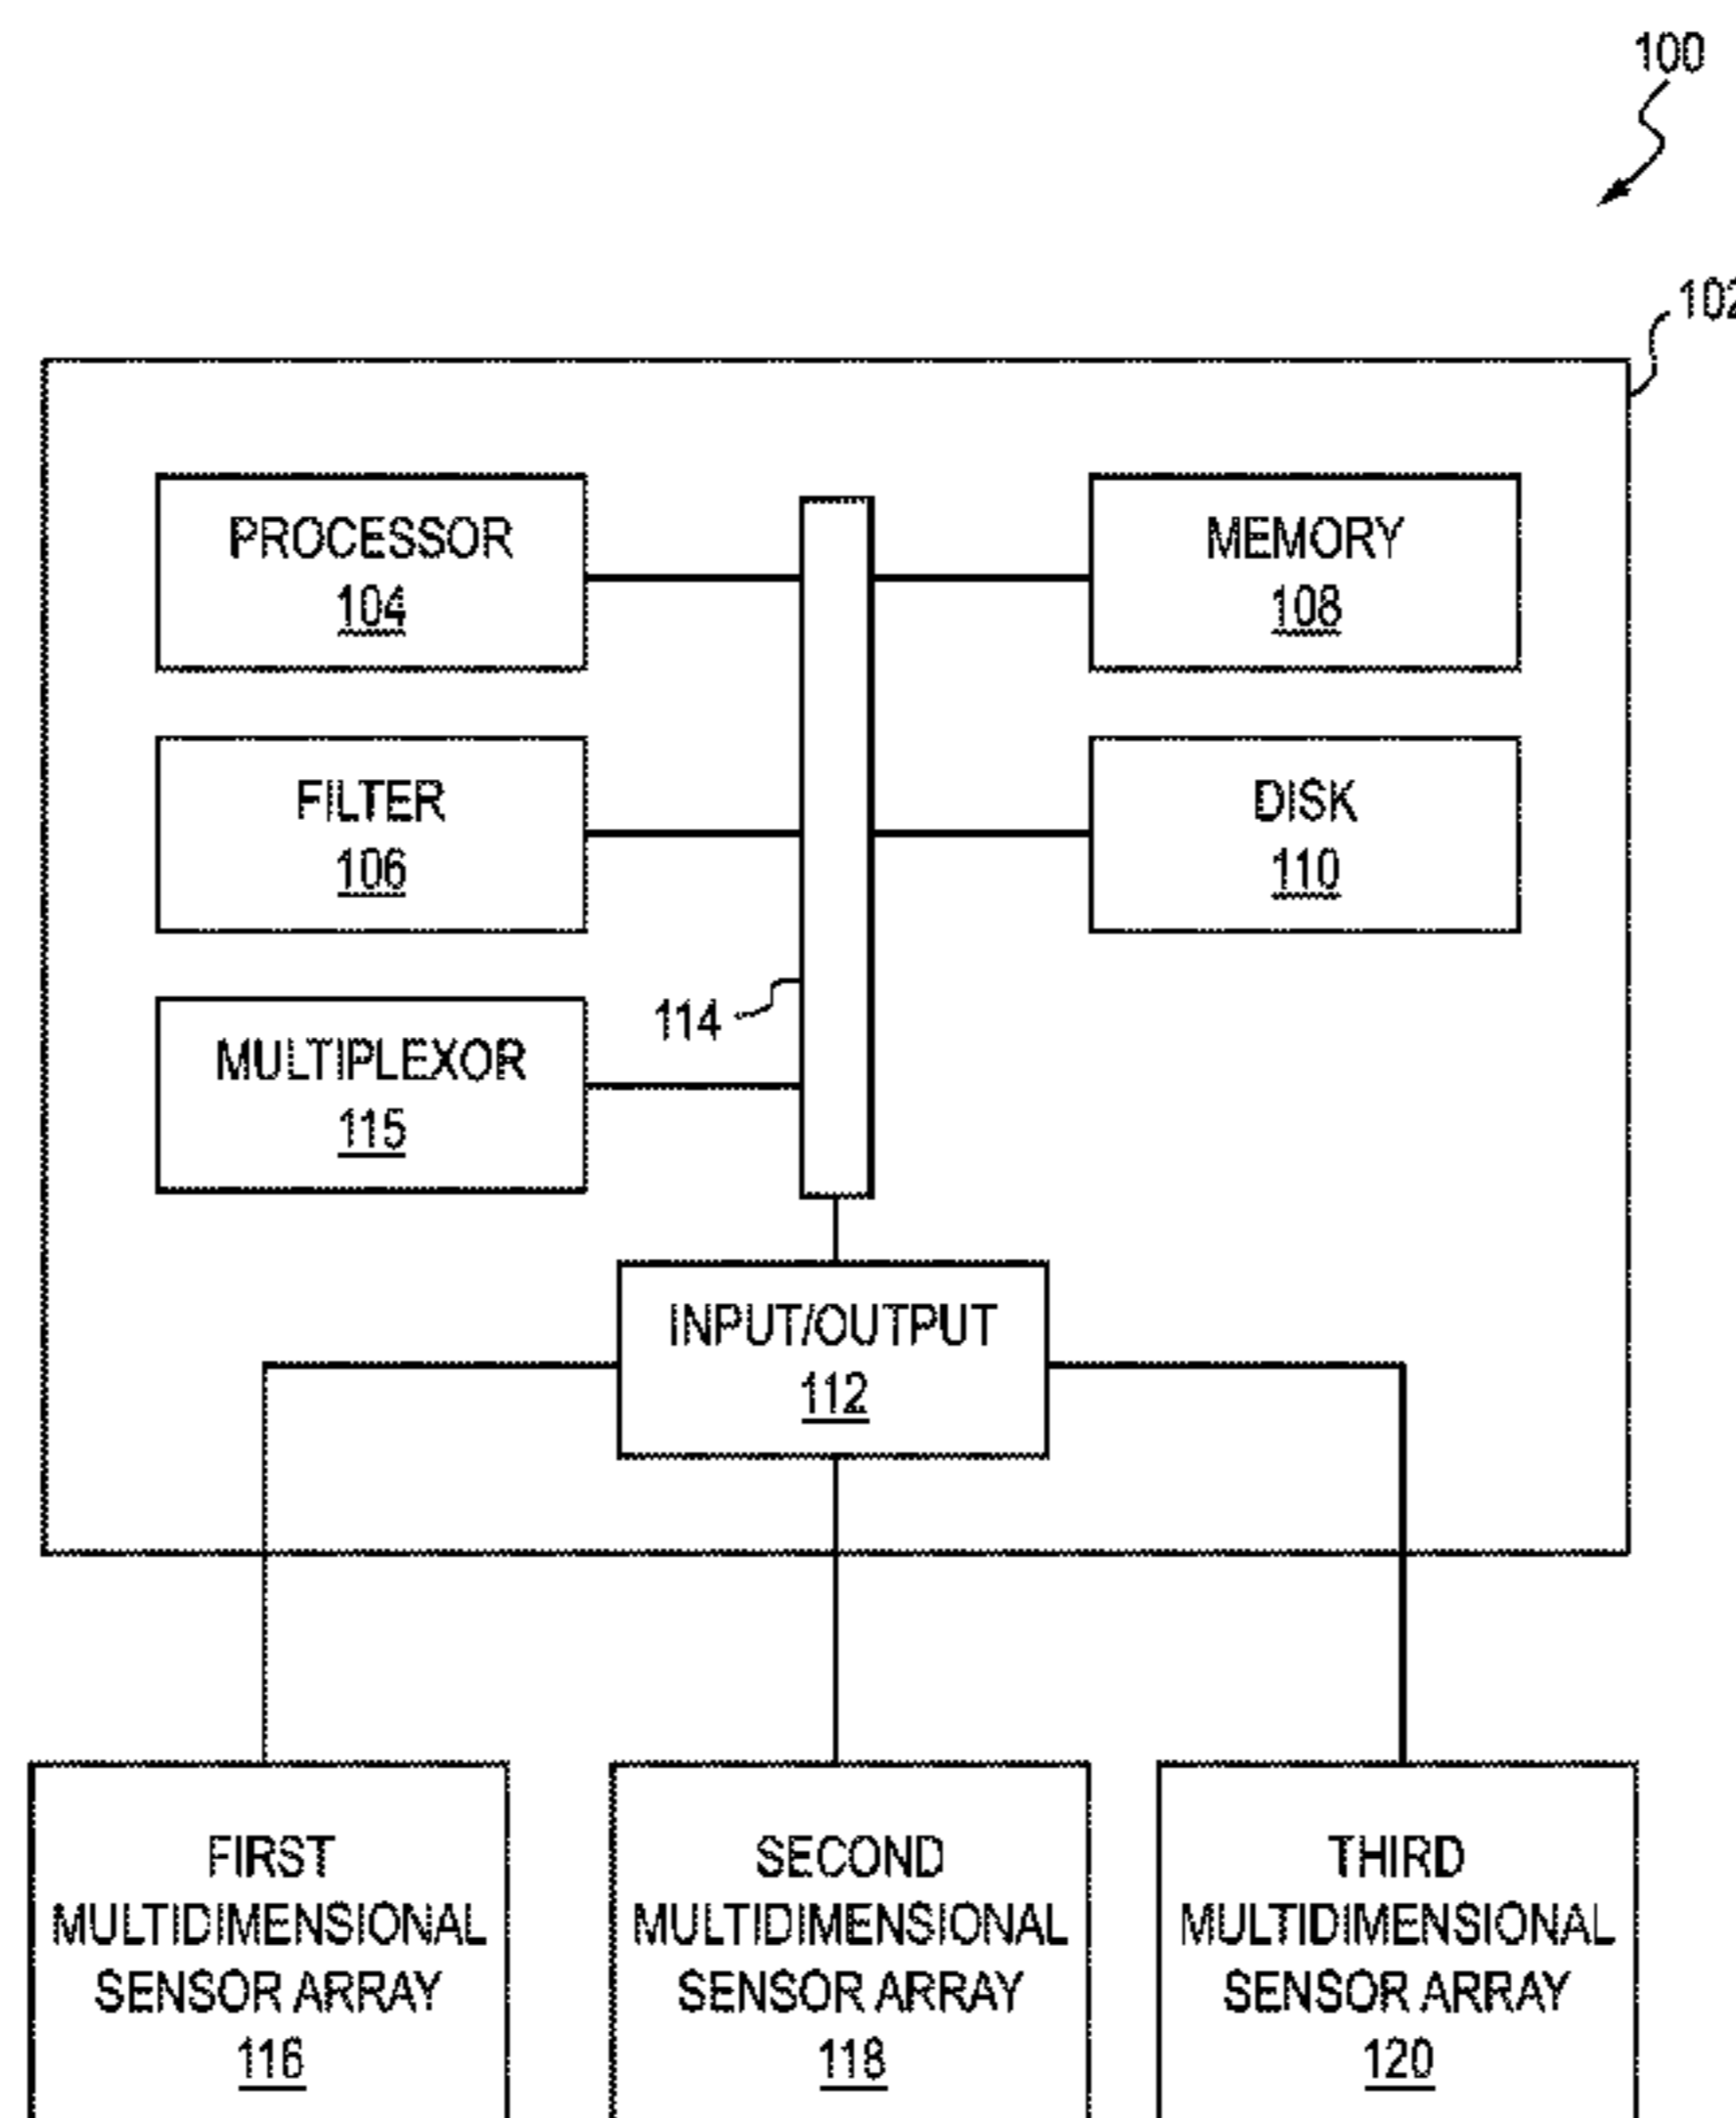 100
102
PROCESSOR
104
MEMORY
108
FILTER
106
DISK
110
114
MULTIPLEXOR
115
INPUT/OUTPUT
112
FIRST
MULTIDIMENSIONAL
SENSOR ARRAY
116
SECOND
MULTIDIMENSIONAL
SENSOR ARRAY
118
THIRD
MULTIDIMENSIONAL
SENSOR ARRAY
120